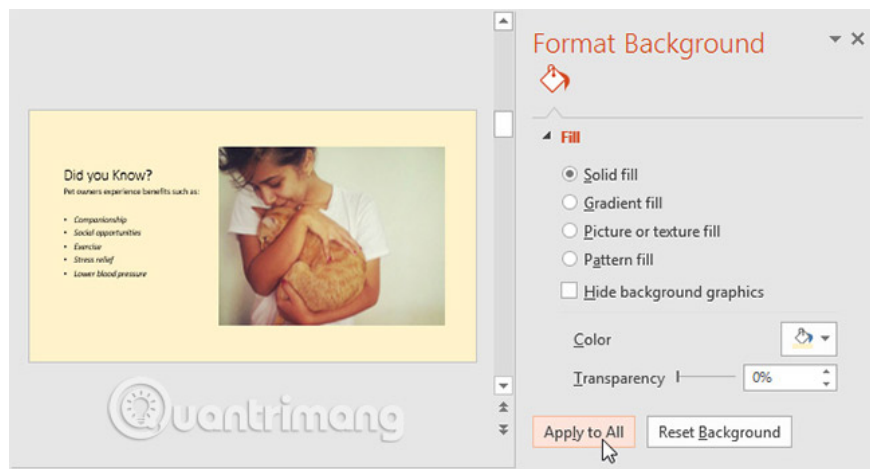 Did you Know?
Pet owners experience benefits such as:
• Companionship
• Social opportunities
• Exercise
• Stress relief
• Lower blood pressure
Quantrimang
Format Background
Fill
Solid fill
Gradient fill
Picture or texture fill
Pattern fill
Hide background graphics
Color
Transparency 0%
Apply to All Reset Background